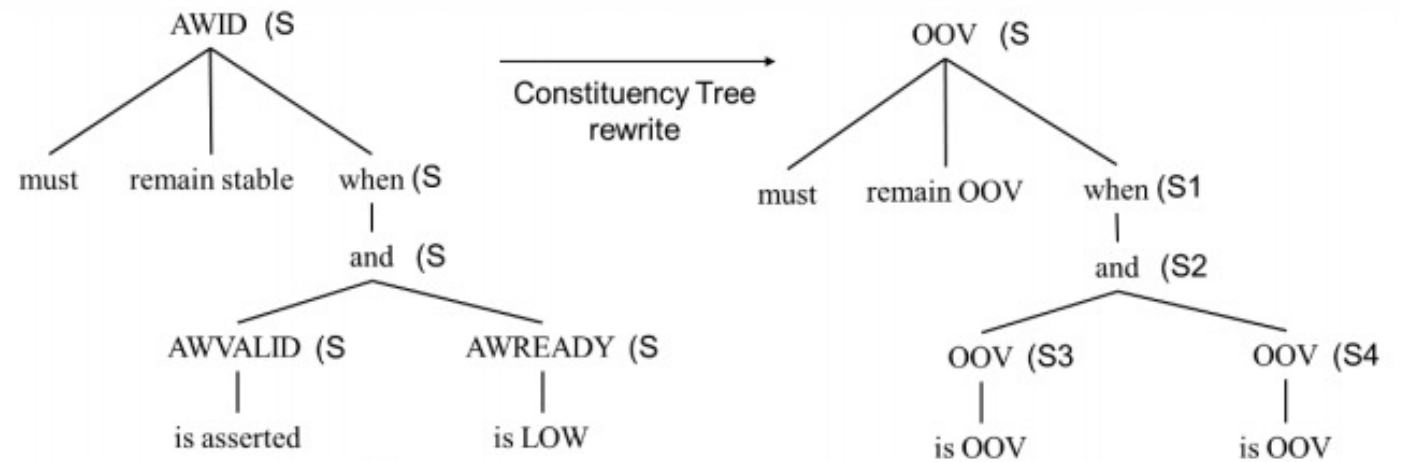 AWID (S
must
remain stable
when (S
and (S
AWVALID (S
AWREADY (S
is asserted
is LOW
Constituency Tree
rewrite
OOV (S
must
remain OOV
when (S1
and (S2
OOV (S3
OOV (S4
is OOV
is OOV